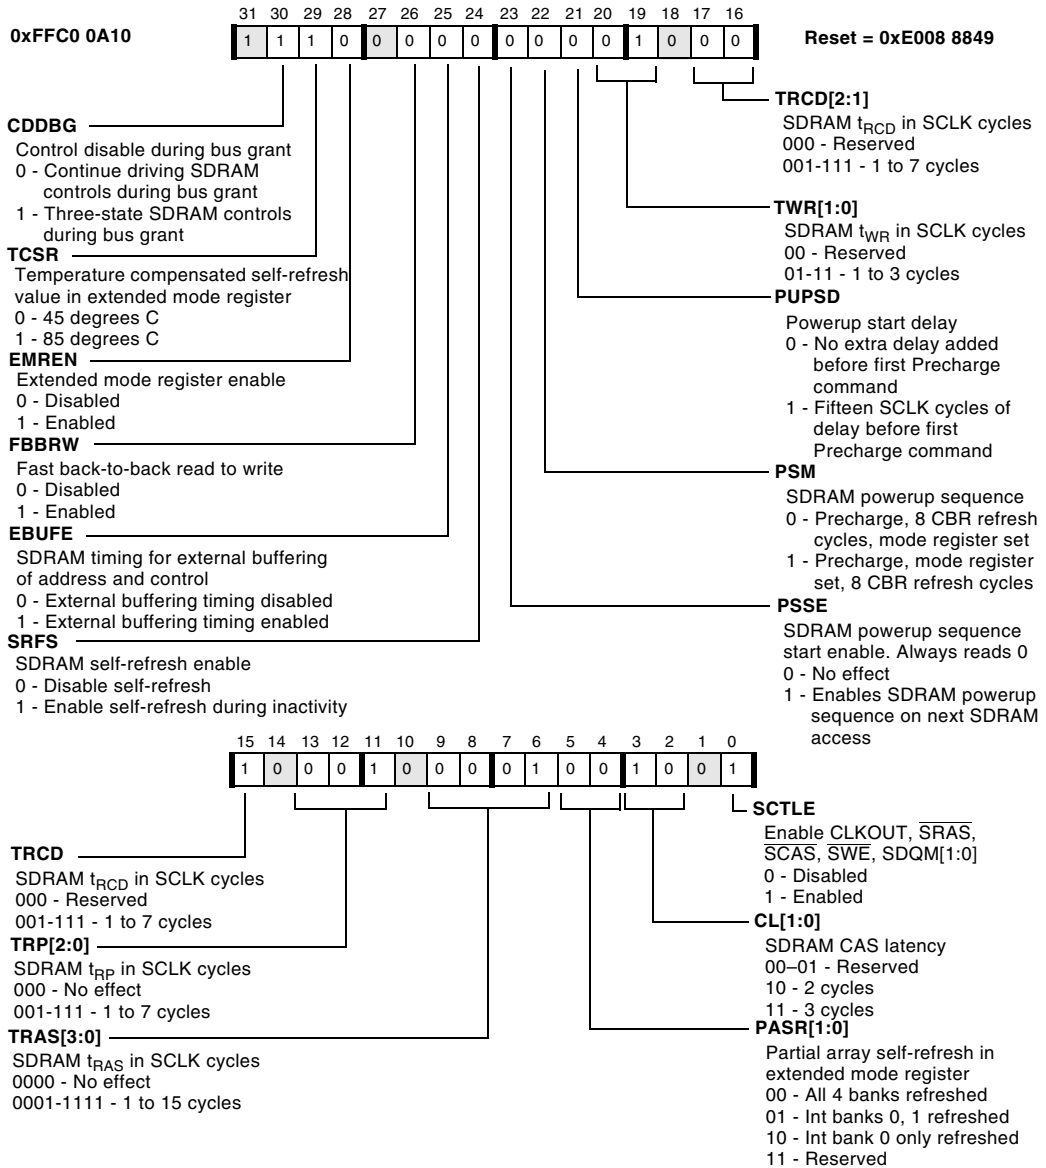 0xFFC0 0A10
31 30 29 28 27 26 25 24 23 22 21 20 19 18 17 16
1 1 1 0 0 0 0 0 0 0 0 0 1 0 0 0
Reset = 0xE008 8849
CDDBG
Control disable during bus grant
0 - Continue driving SDRAM
controls during bus grant
1 - Three-state SDRAM controls
during bus grant
TCSR
Temperature compensated self-refresh
value in extended mode register
0 - 45 degrees C
1 - 85 degrees C
EMREN
Extended mode register enable
0 - Disabled
1 - Enabled
FBBRW
Fast back-to-back read to write
0 - Disabled
1 - Enabled
EBUFE
SDRAM timing for external buffering
of address and control
0 - External buffering timing disabled
1 - External buffering timing enabled
SRFS
SDRAM self-refresh enable
0 - Disable self-refresh
1 - Enable self-refresh during inactivity
TRCD[2:1]
SDRAM tRCD in SCLK cycles
000 - Reserved
001-111 - 1 to 7 cycles
TWR[1:0]
SDRAM tWR in SCLK cycles
00 - Reserved
01-11 - 1 to 3 cycles
PUPSD
Powerup start delay
0 - No extra delay added
before first Precharge
command
1 - Fifteen SCLK cycles of
delay before first
Precharge command
PSM
SDRAM powerup sequence
0 - Precharge, 8 CBR refresh
cycles, mode register set
1 - Precharge, mode register
set, 8 CBR refresh cycles
PSSE
SDRAM powerup sequence
start enable. Always reads 0
0 - No effect
1 - Enables SDRAM powerup
sequence on next SDRAM
access
15 14 13 12 11 10 9 8 7 6 5 4 3 2 1 0
1 0 0 0 1 0 0 0 0 1 0 0 1 0 0 1
TRCD
SDRAM tRCD in SCLK cycles
000 - Reserved
001-111 - 1 to 7 cycles
TRP[2:0]
SDRAM tRP in SCLK cycles
000 - No effect
001-111 - 1 to 7 cycles
TRAS[3:0]
SDRAM tRAS in SCLK cycles
0000 - No effect
0001-1111 - 1 to 15 cycles
SCTLE
Enable CLKOUT, SRAS,
SCAS, SWE, SDQM[1:0]
0 - Disabled
1 - Enabled
CL[1:0]
SDRAM CAS latency
00–01 - Reserved
10 - 2 cycles
11 - 3 cycles
PASR[1:0]
Partial array self-refresh in
extended mode register
00 - All 4 banks refreshed
01 - Int banks 0, 1 refreshed
10 - Int bank 0 only refreshed
11 - Reserved